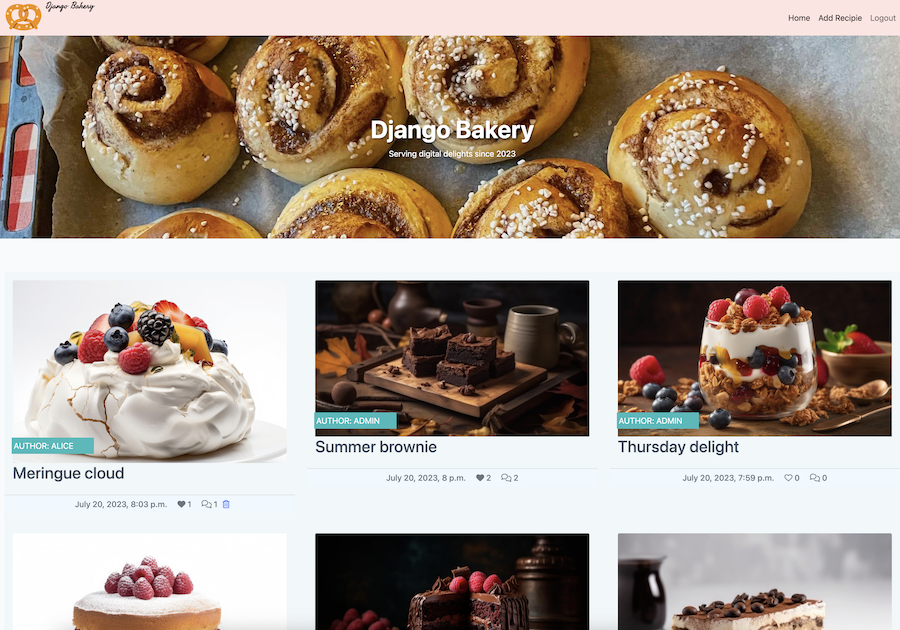 Django Bakery
Home Add Recipie Logout
Django Bakery
Serving digital delights since 2023
AUTHOR: ALICE
Meringue cloud
July 20, 2023, 8:03 p.m. 1 1
AUTHOR: ADMIN
Summer brownie
July 20, 2023, 8 p.m. 2 2
AUTHOR: ADMIN
Thursday delight
July 20, 2023, 7:59 p.m. 0 0